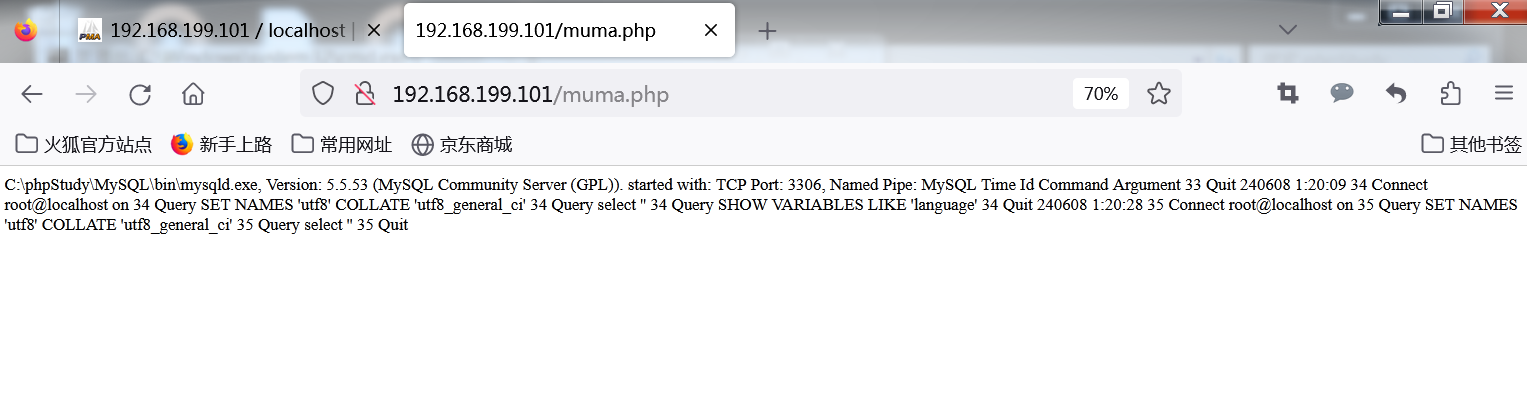 192.168.199.101 / localhost |
192.168.199.101/muma.php
192.168.199.101/muma.php
70%
火狐官方站点
新手上路
常用网址
京东商城
其他书签
C:\phpStudy\MySQL\bin\mysqld.exe, Version: 5.5.53 (MySQL Community Server (GPL)). started with: TCP Port: 3306, Named Pipe: MySQL Time Id Command Argument 33 Quit 240608 1:20:09 34 Connect
root@localhost on 34 Query SET NAMES 'utf8' COLLATE 'utf8_general_ci' 34 Query select '' 34 Query SHOW VARIABLES LIKE 'language' 34 Quit 240608 1:20:28 35 Connect root@localhost on 35 Query SET NAMES
'utf8' COLLATE 'utf8_general_ci' 35 Query select '' 35 Quit